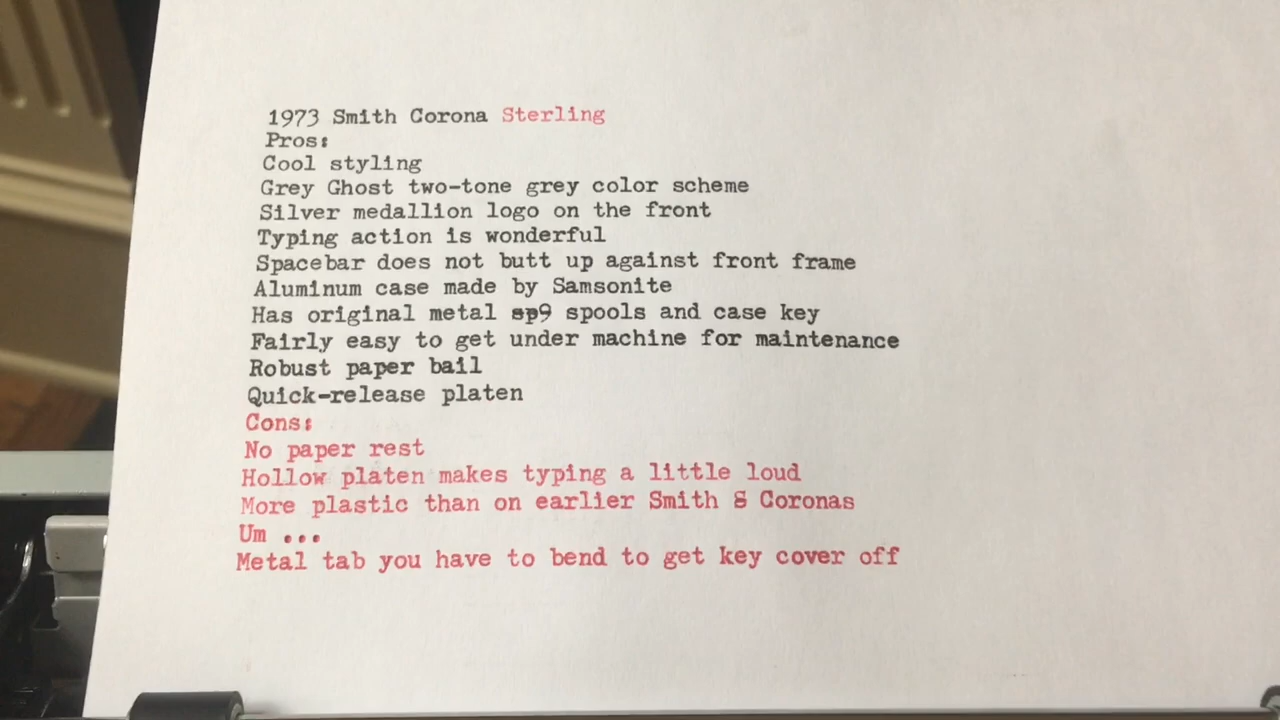 1973 Smith Corona Sterling
Pros:
Cool styling
Grey Ghost two-tone grey color scheme
Silver medallion logo on the front
Typing action is wonderful
Spacebar does not butt up against front frame
Aluminum case made by Samsonite
Has original metal sp9 spools and case key
Fairly easy to get under machine for maintenance
Robust paper bail
Quick-release platen
Cons:
No paper rest
Hollow platen makes typing a little loud
More plastic than on earlier Smith & Coronas
Um ...
Metal tab you have to bend to get key cover off